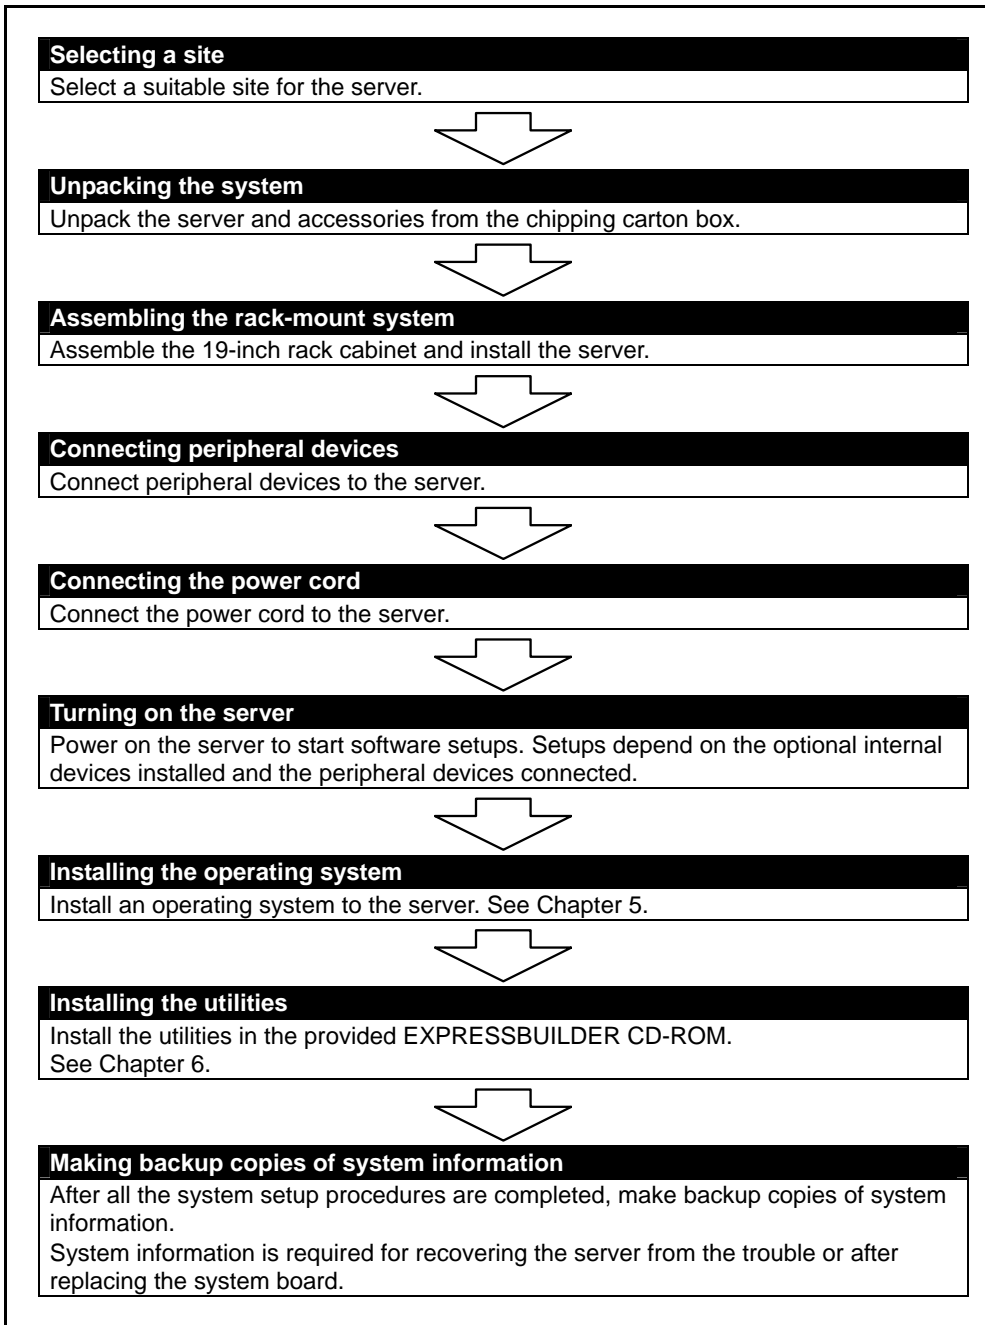 Selecting a site
Select a suitable site for the server.
Unpacking the system
Unpack the server and accessories from the chipping carton box.
Assembling the rack-mount system
Assemble the 19-inch rack cabinet and install the server.
Connecting peripheral devices
Connect peripheral devices to the server.
Connecting the power cord
Connect the power cord to the server.
Turning on the server
Power on the server to start software setups. Setups depend on the optional internal
devices installed and the peripheral devices connected.
Installing the operating system
Install an operating system to the server. See Chapter 5.
Installing the utilities
Install the utilities in the provided EXPRESSBUILDER CD-ROM.
See Chapter 6.
Making backup copies of system information
After all the system setup procedures are completed, make backup copies of system
information.
System information is required for recovering the server from the trouble or after
replacing the system board.